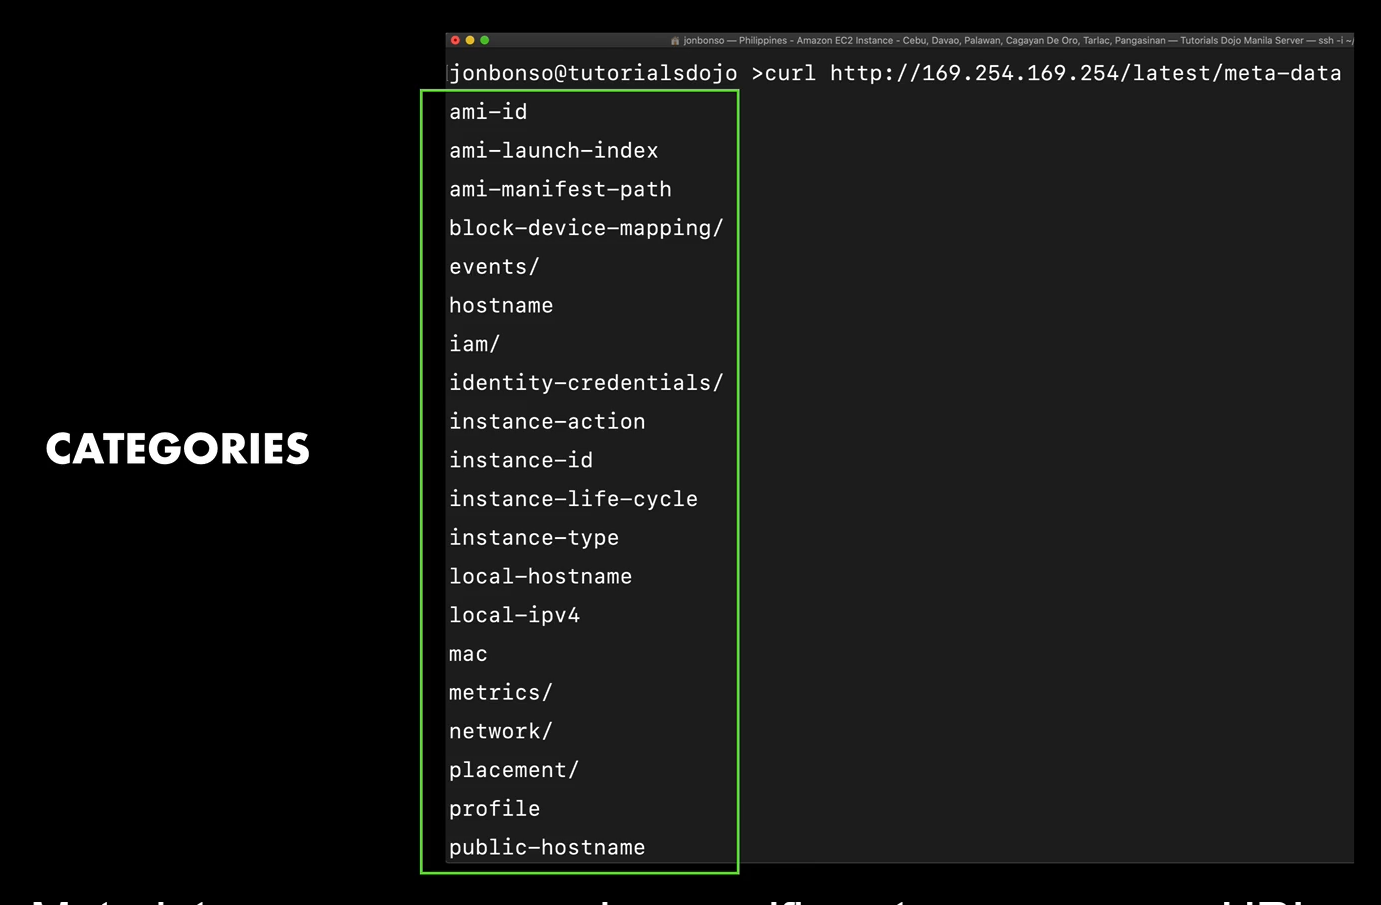 jonbonso — Philippines - Amazon EC2 Instance - Cebu, Davao, Palawan, Cagayan De Oro, Tarlac, Pangasinan — Tutorials Dojo Manila Server — ssh -i ~/
jonbonso@tutorialsdojo >curl http://169.254.169.254/latest/meta-data
ami-id
ami-launch-index
ami-manifest-path
block-device-mapping/
events/
hostname
iam/
identity-credentials/
CATEGORIES
instance-action
instance-id
instance-life-cycle
instance-type
local-hostname
local-ipv4
mac
metrics/
network/
placement/
profile
public-hostname